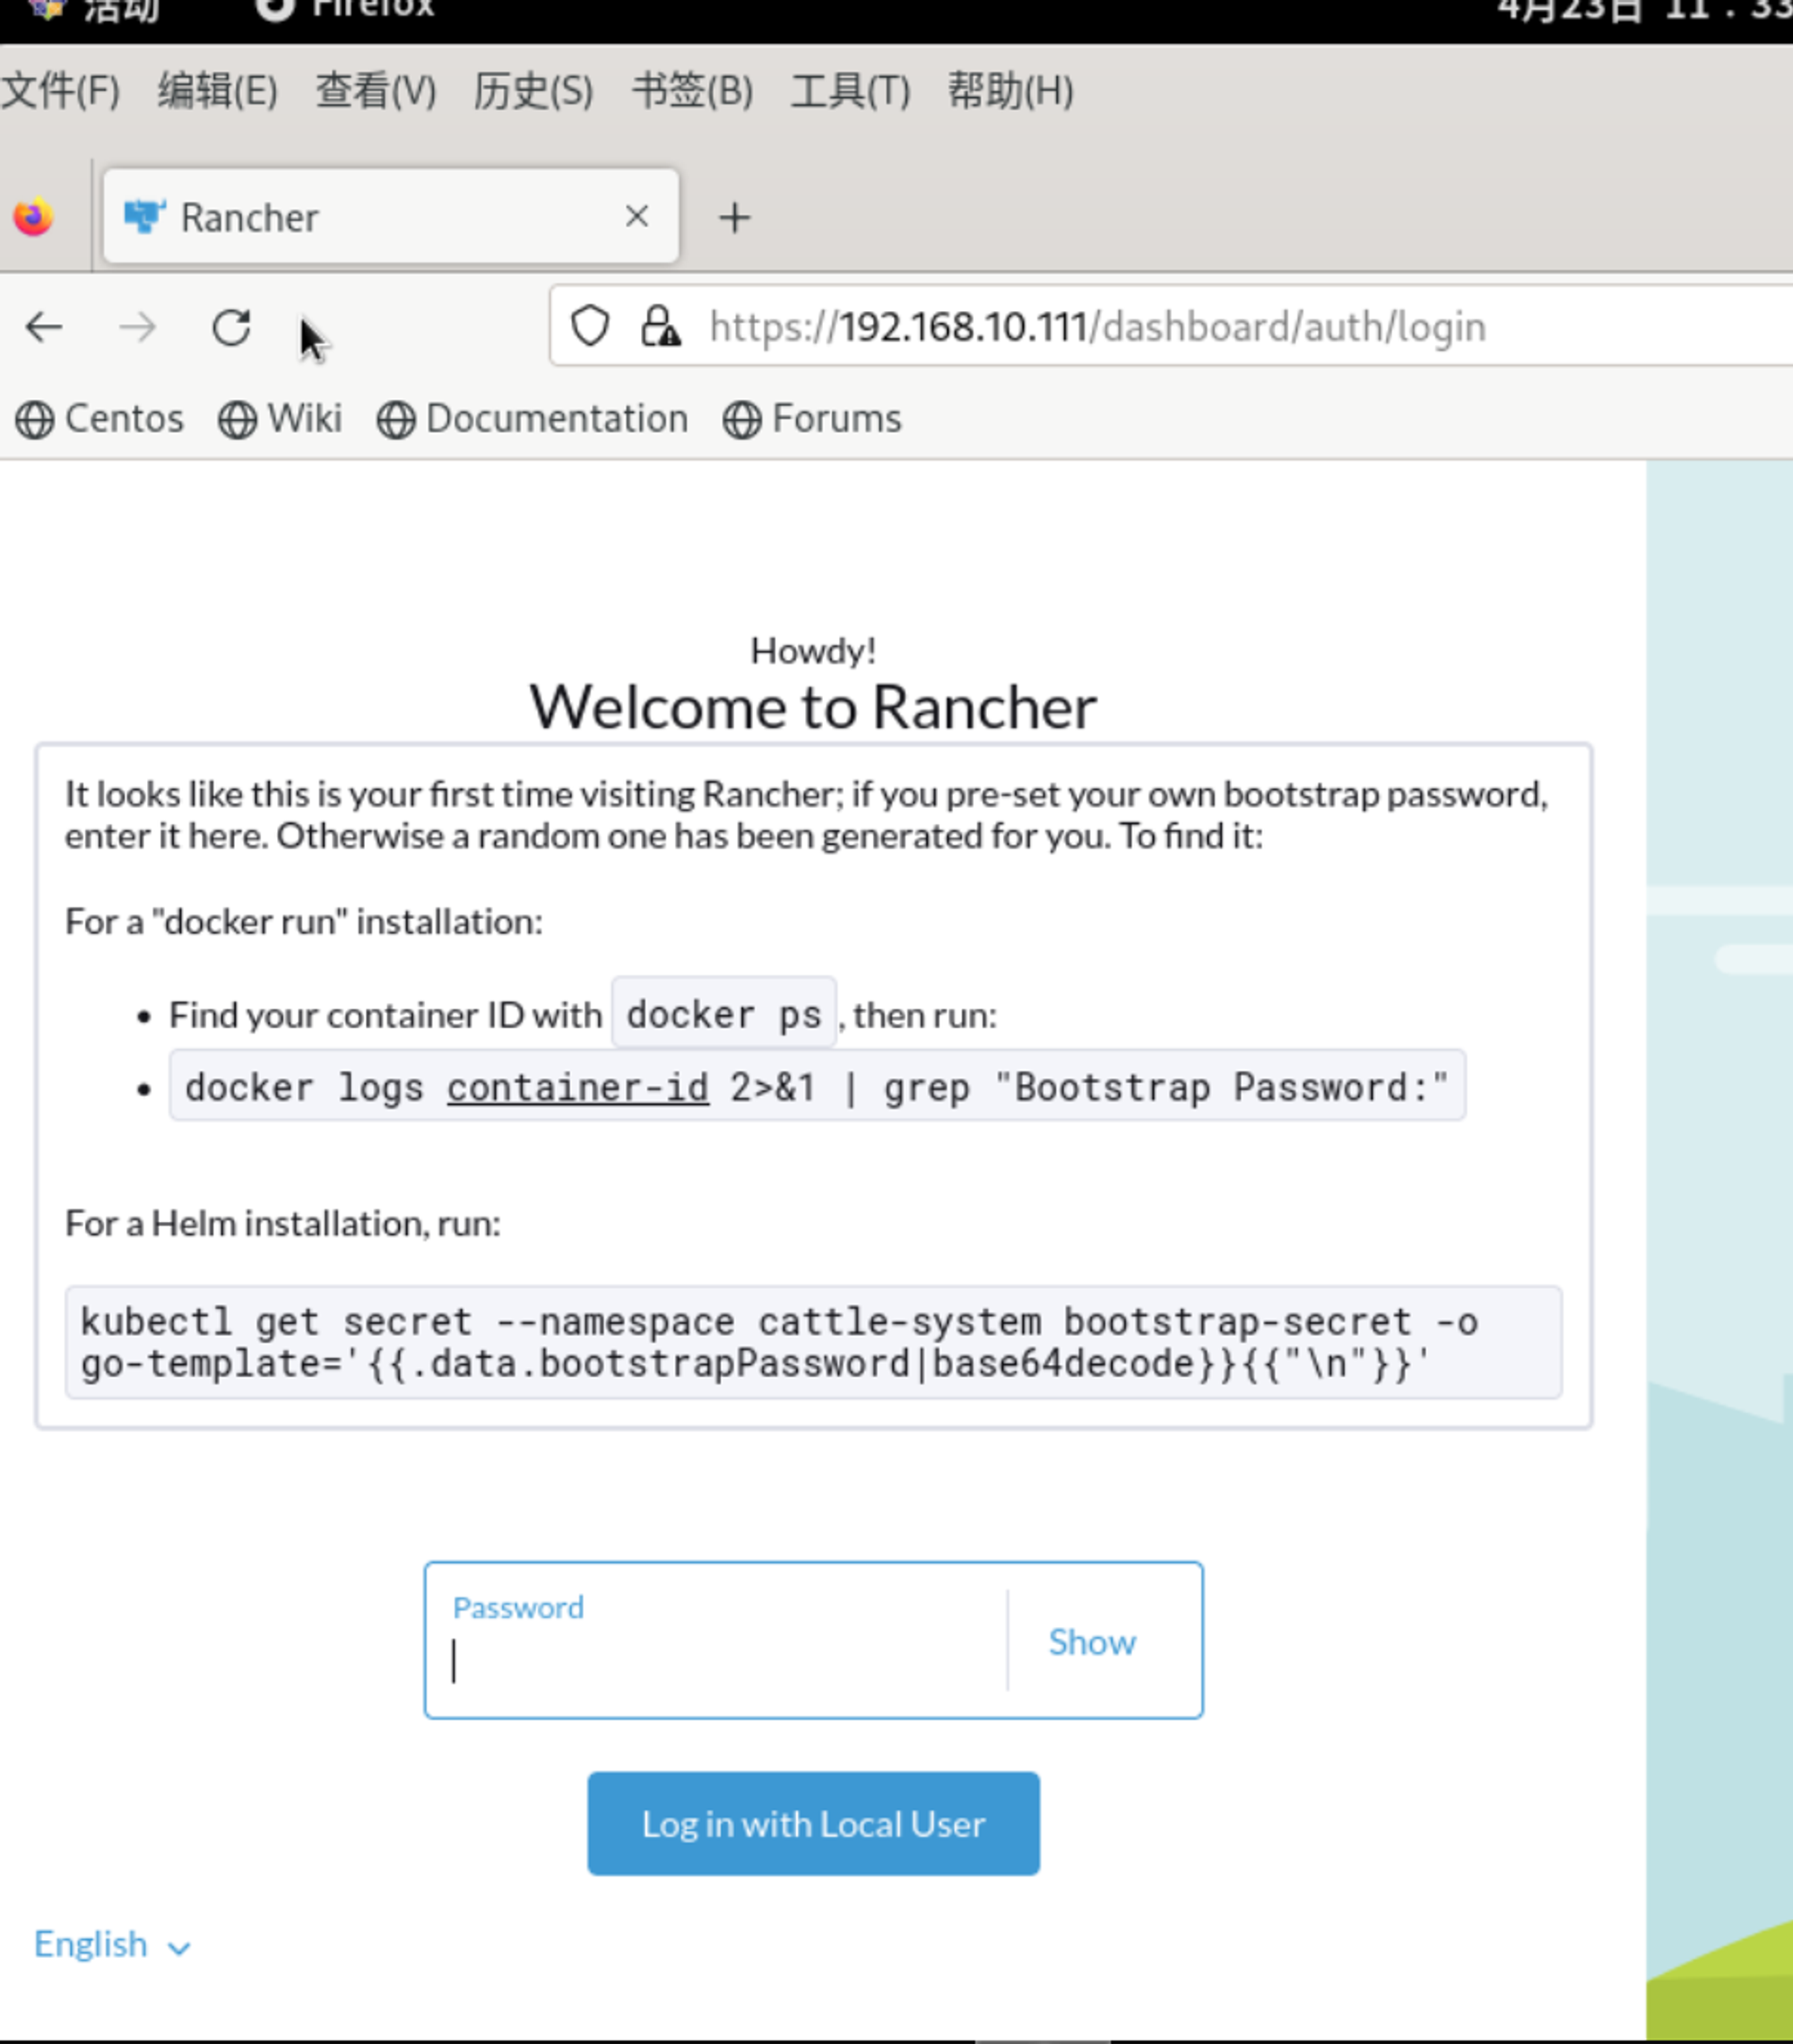 活动 Firefox 4月23日 11：33
文件(F) 编辑(E) 查看(V) 历史(S) 书签(B) 工具(T) 帮助(H)
Rancher
https://192.168.10.111/dashboard/auth/login
Centos Wiki Documentation Forums
Howdy!
Welcome to Rancher
It looks like this is your first time visiting Rancher; if you pre-set your own bootstrap password,
enter it here. Otherwise a random one has been generated for you. To find it:
For a "docker run" installation:
• Find your container ID with docker ps , then run:
• docker logs container-id 2>&1 | grep "Bootstrap Password:"
For a Helm installation, run:
kubectl get secret --namespace cattle-system bootstrap-secret -o
go-template='{{.data.bootstrapPassword|base64decode}}{{"\n"}}'
Password
Show
Log in with Local User
English